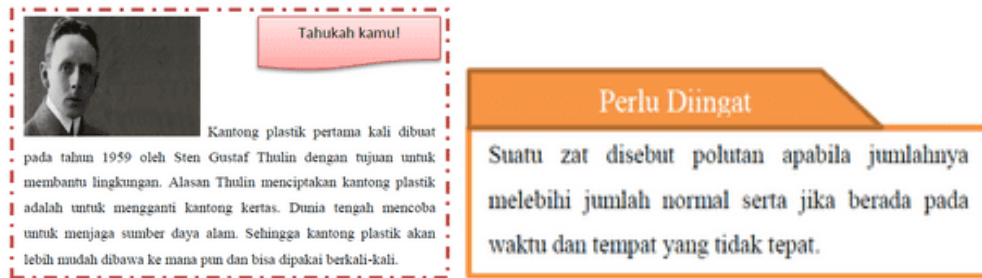 Tahukah kamu!
Kantong plastik pertama kali dibuat
pada tahun 1959 oleh Sten Gustaf Thulin dengan tujuan untuk
membantu lingkungan. Alasan Thulin menciptakan kantong plastik
adalah untuk mengganti kantong kertas. Dunia tengah mencoba
untuk menjaga sumber daya alam. Sehingga kantong plastik akan
lebih mudah dibawa ke mana pun dan bisa dipakai berkali-kali.
Perlu Diingat
Suatu zat disebut polutan apabila jumlahnya
melebihi jumlah normal serta jika berada pada
waktu dan tempat yang tidak tepat.